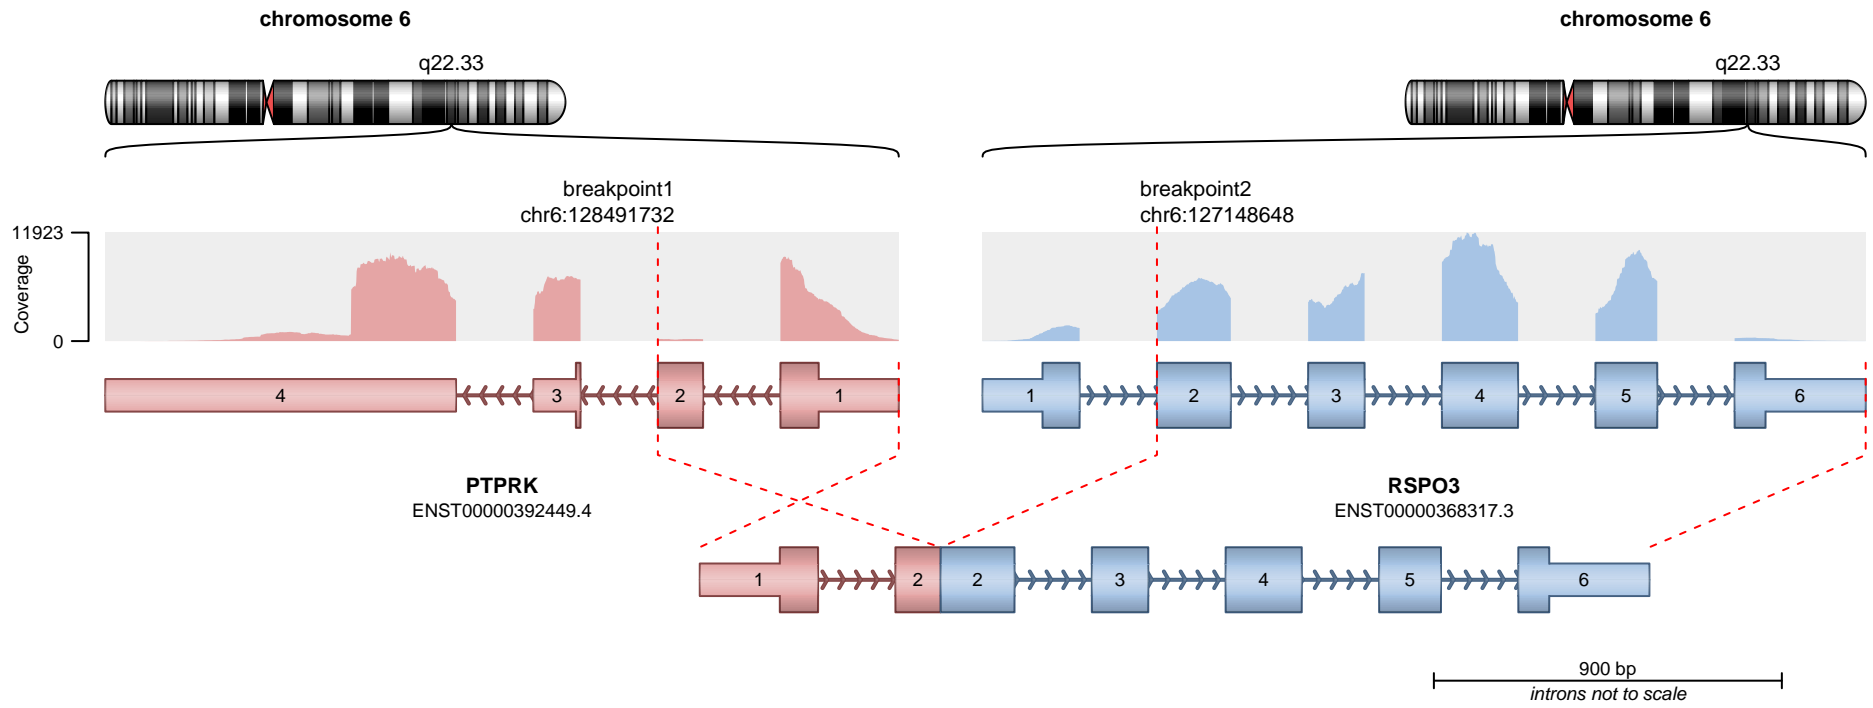 chromosome 6
chromosome 6
q22.33
q22.33
breakpoint1
chr6:128491732
breakpoint2
chr6:127148648
11923
Coverage
0
4
3
2
1
1
2
3
4
5
6
PTPRK
ENST00000392449.4
RSPO3
ENST00000368317.3
1
2
2
3
4
5
6
900 bp
introns not to scale